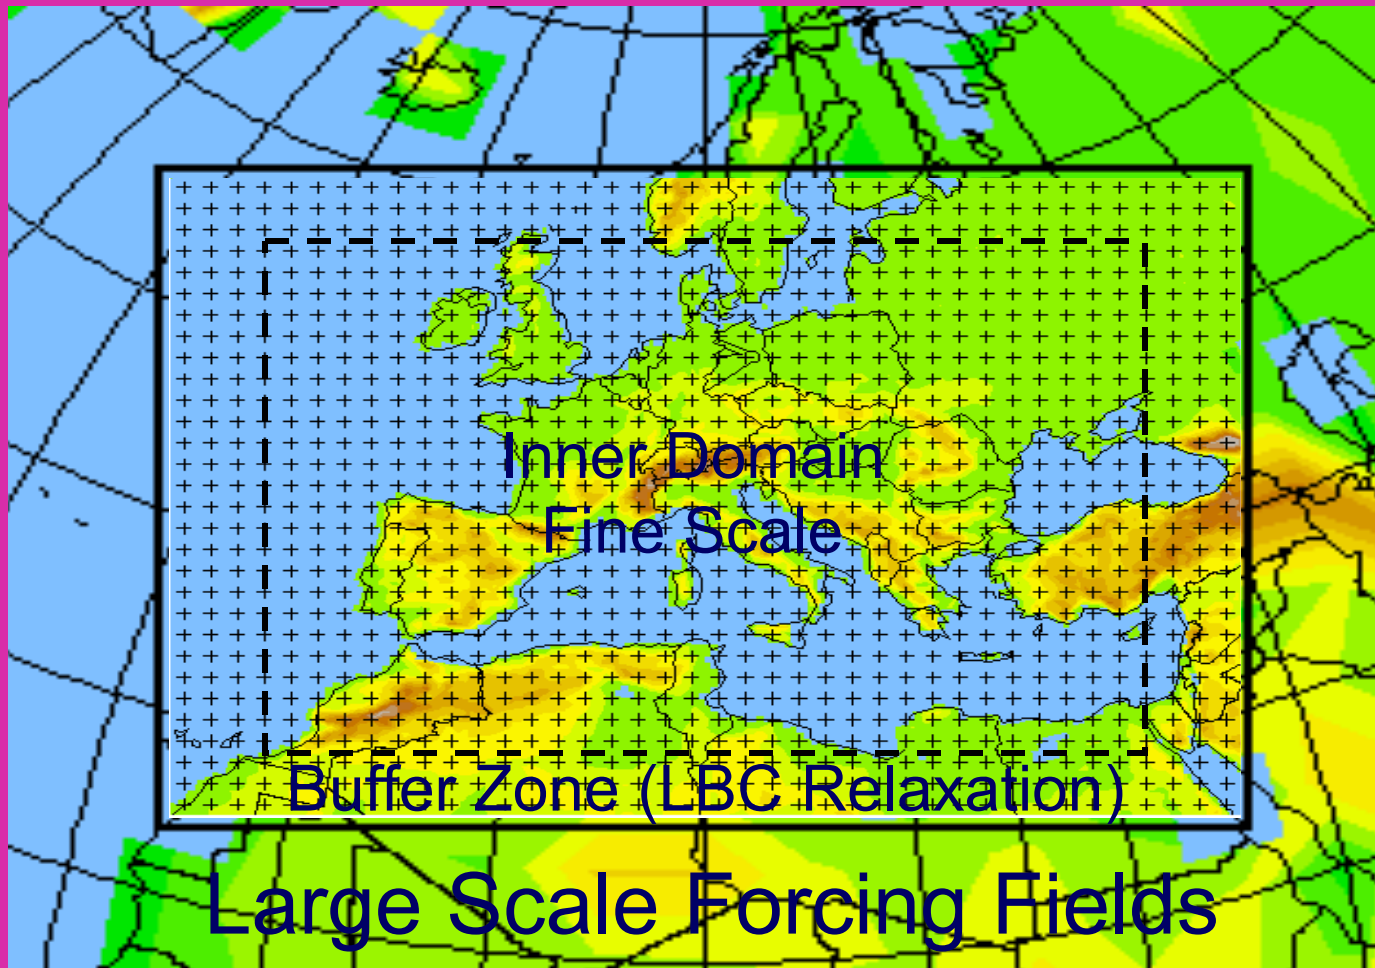 Inner Domain
Fine Scale
Buffer Zone (LBC Relaxation)
Large Scale Forcing Fields